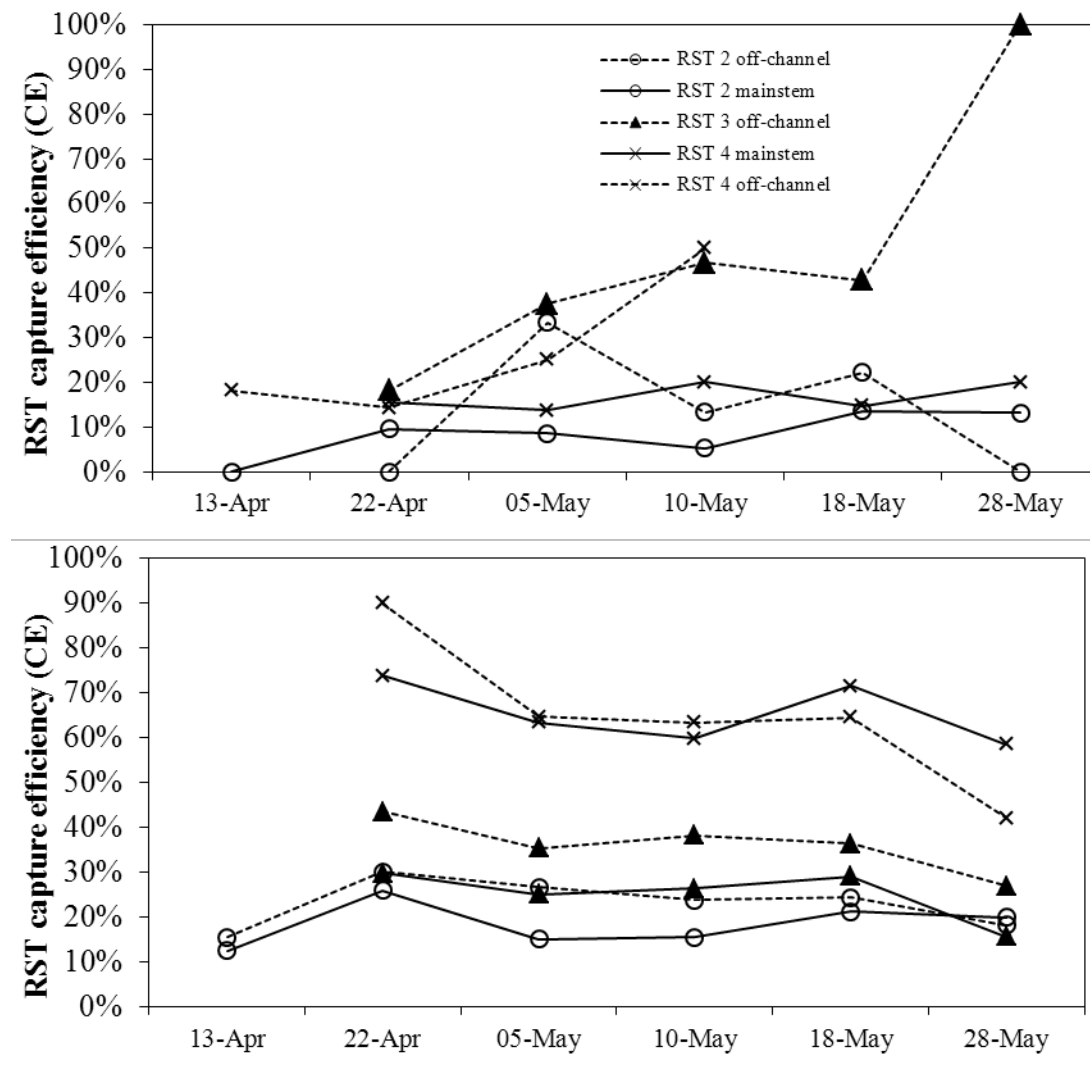 RST capture efficiency (CE)
100%
90%
80%
70%
60%
50%
40%
30%
20%
10%
0%
RST 2 off-channel
RST 2 mainstem
RST 3 off-channel
RST 4 mainstem
RST 4 off-channel
13-Apr 22-Apr 05-May 10-May 18-May 28-May
RST capture efficiency (CE)
100%
90%
80%
70%
60%
50%
40%
30%
20%
10%
0%
13-Apr 22-Apr 05-May 10-May 18-May 28-May